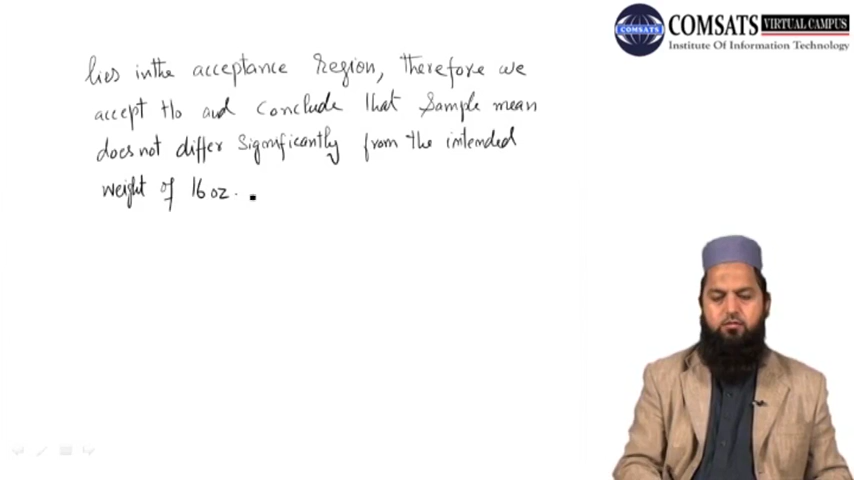 COMSATS VIRTUAL CAMPUS
COMSATS
Institute Of Information Technology
lies in the acceptance Region, therefore we
accept H0 and conclude that sample mean
does not differ significantly from the intended
weight of 16 oz.